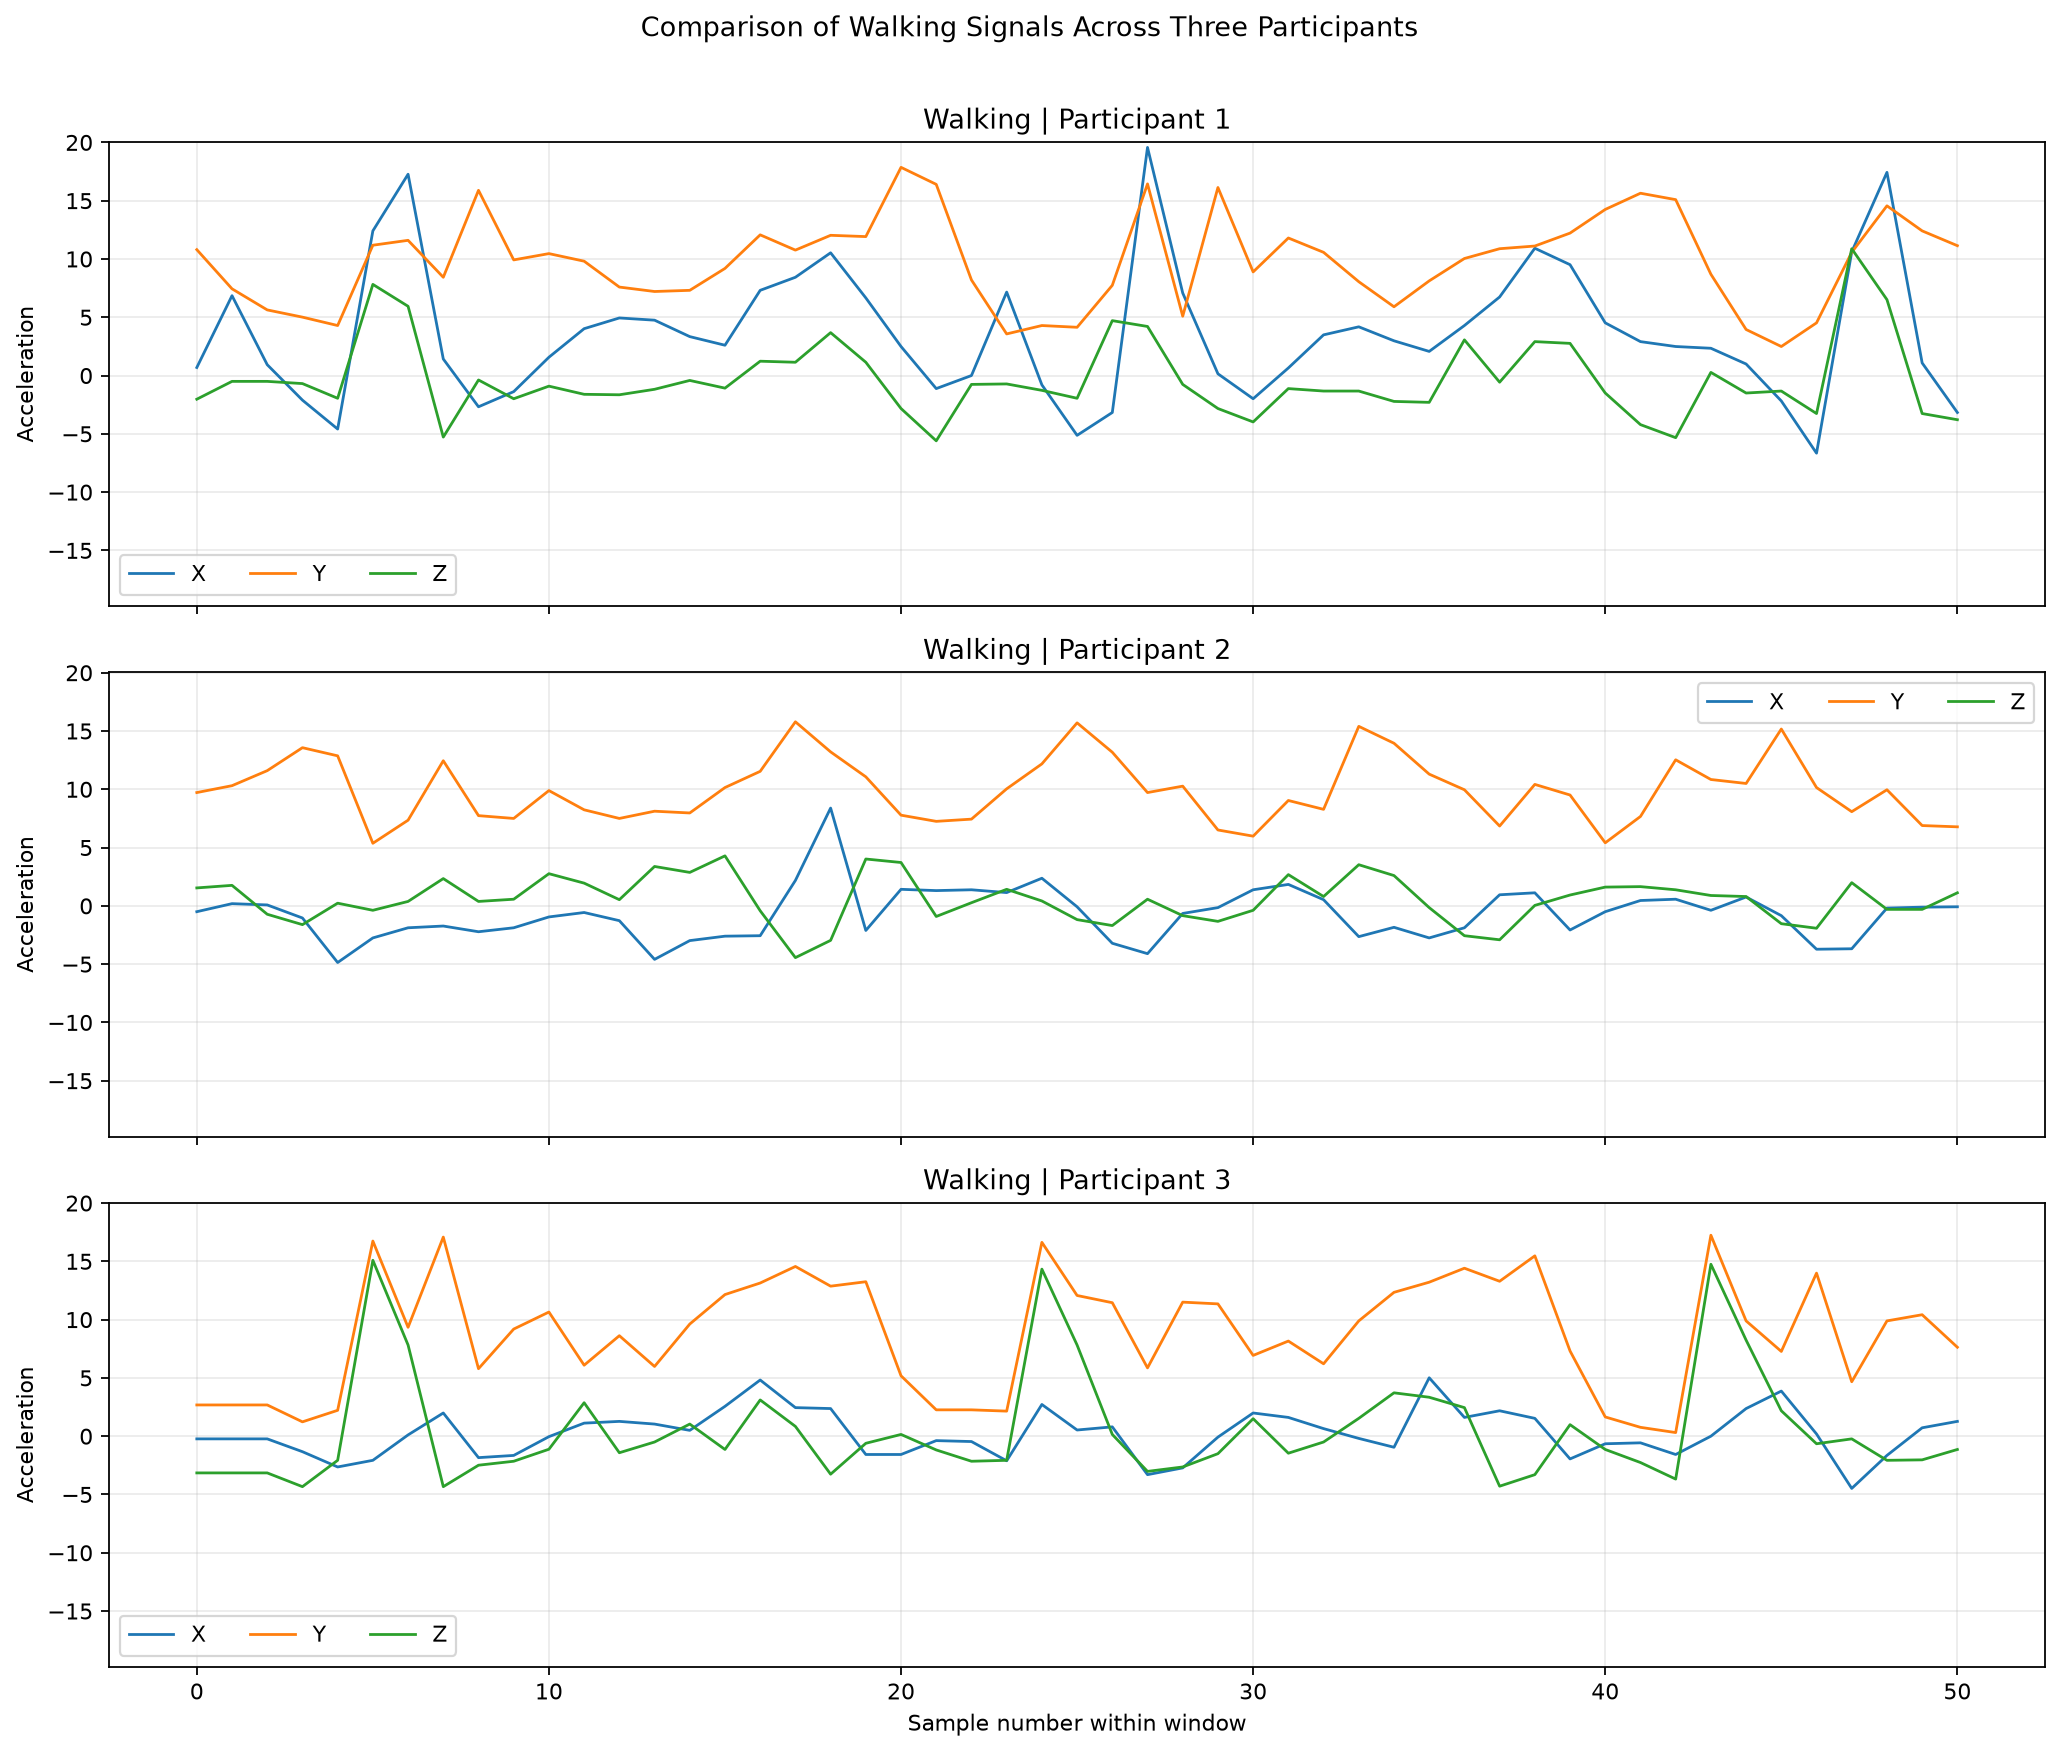 Comparison of Walking Signals Across Three Participants
Walking | Participant 1
20
15
10
5
0
−5
−10
−15
Acceleration
X Y Z
Walking | Participant 2
20
15
10
5
0
−5
−10
−15
Acceleration
X Y Z
Walking | Participant 3
20
15
10
5
0
−5
−10
−15
Acceleration
X Y Z
0 10 20 30 40 50
Sample number within window